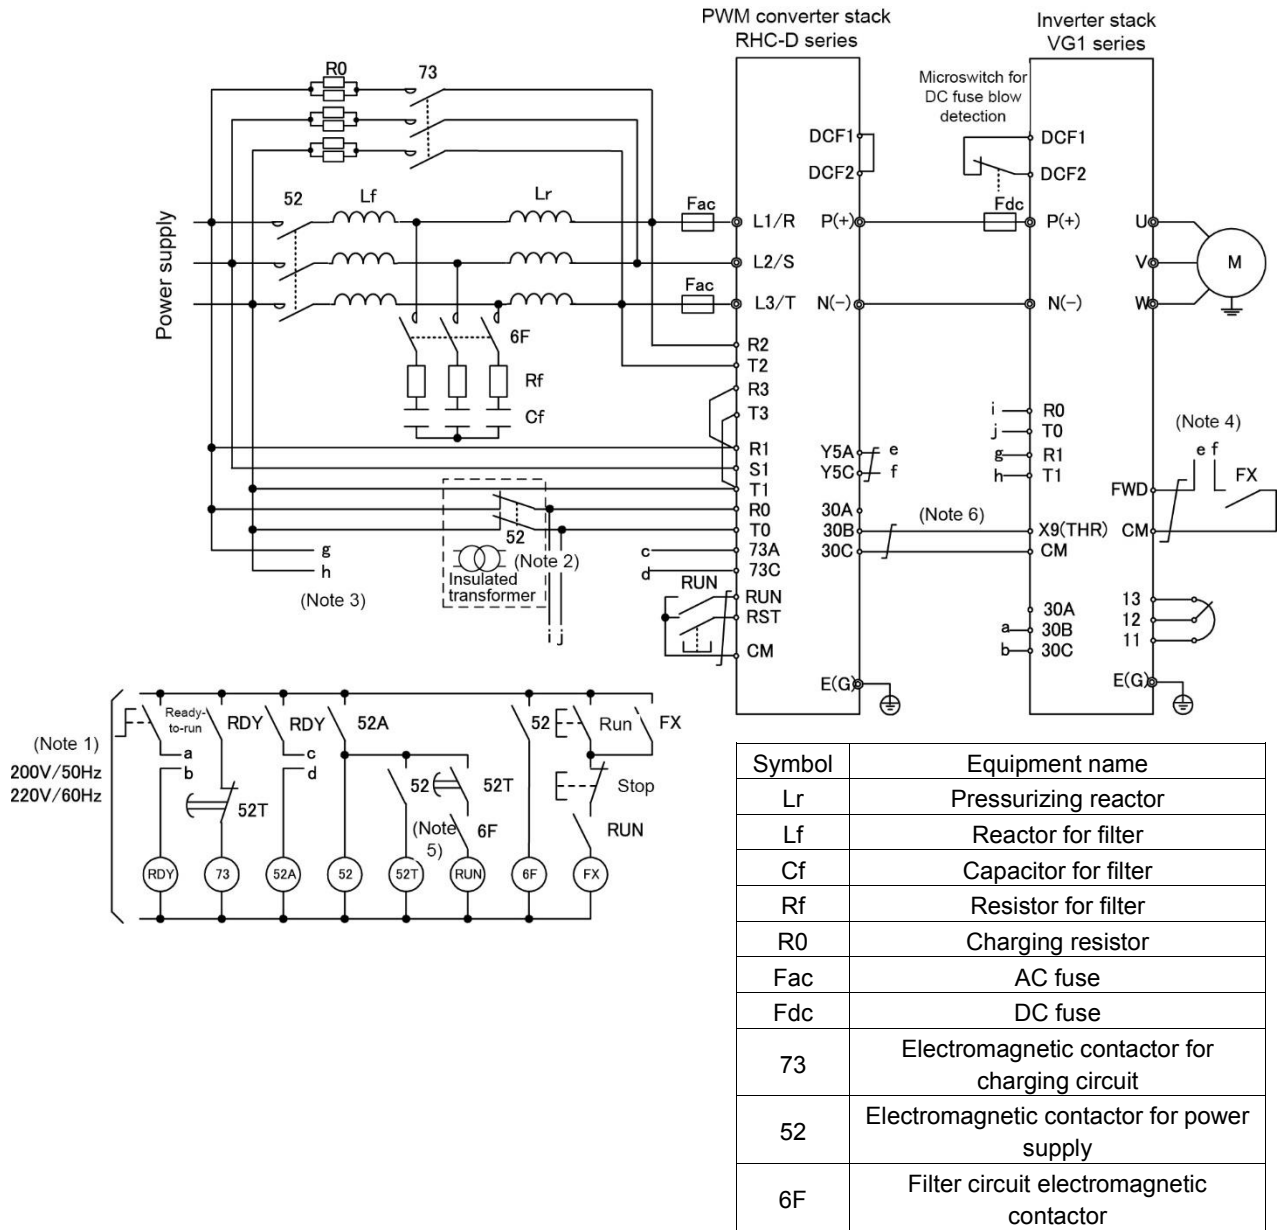 PWM converter stack
RHC-D series
Inverter stack
VG1 series
R0
73
Microswitch for
DC fuse blow
detection
DCF1
DCF2
DCF1
DCF2
52
Lf
Lr
Fac
Fdc
Power supply
L1/R
P(+)
P(+)
U
L2/S
V
M
Fac
L3/T
N(−)
N(−)
W
6F
R2
T2
Rf
R3
Cf
T3
i
R0
j
T0
(Note 4)
R1
Y5A
e
g
R1
e f
S1
Y5C
f
h
T1
FX
T1
FWD
R0
30A
52
T0
30B
(Note 6)
X9(THR)
CM
g
(Note 2)
c
73A
30C
CM
h
Insulated
transformer
d
73C
(Note 3)
RUN
RUN
30A
13
RST
a
30B
12
i j
CM
b
30C
11
E(G)
E(G)
Ready-
to-run
RDY
RDY
52A
52
Run
FX
(Note 1)
200V/50Hz
220V/60Hz
a
b
c
d
52T
52
52T
Stop
(Note
5)
6F
RUN
RDY
73
52A
52
52T
RUN
6F
FX
Symbol Equipment name
Lr Pressurizing reactor
Lf Reactor for filter
Cf Capacitor for filter
Rf Resistor for filter
R0 Charging resistor
Fac AC fuse
Fdc DC fuse
73 Electromagnetic contactor for
charging circuit
52 Electromagnetic contactor for power
supply
6F Filter circuit electromagnetic
contactor